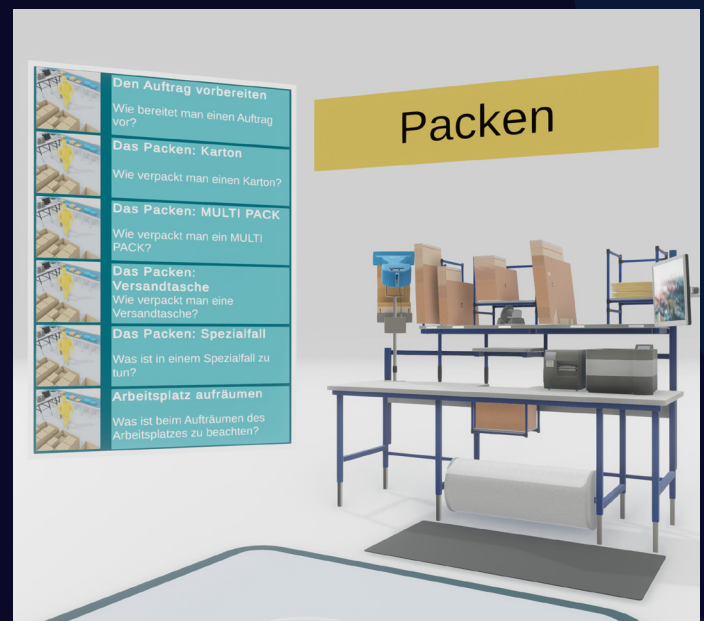 Den Auftrag vorbereiten
Wie bereitet man einen Auftrag
vor?
Das Packen: Karton
Wie verpackt man einen Karton?
Das Packen: MULTI PACK
Wie verpackt man ein MULTI
PACK?
Das Packen:
Versandtasche
Wie verpackt man eine
Versandtasche?
Das Packen: Spezialfall
Was ist in einem Spezialfall zu
tun?
Arbeitsplatz aufräumen
Was ist beim Aufträumen des
Arbeitsplatzes zu beachten?
Packen